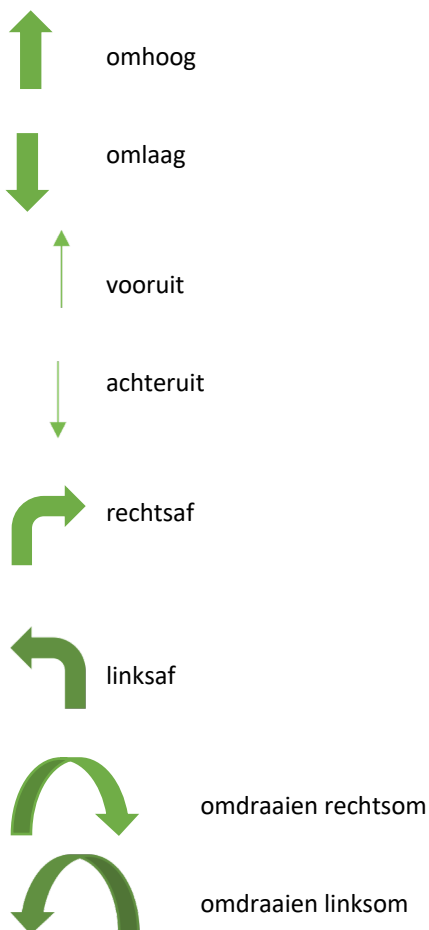 omhoog
omlaag
vooruit
achteruit
rechtsaf
linksaf
omdraaien rechtsom
omdraaien linksom